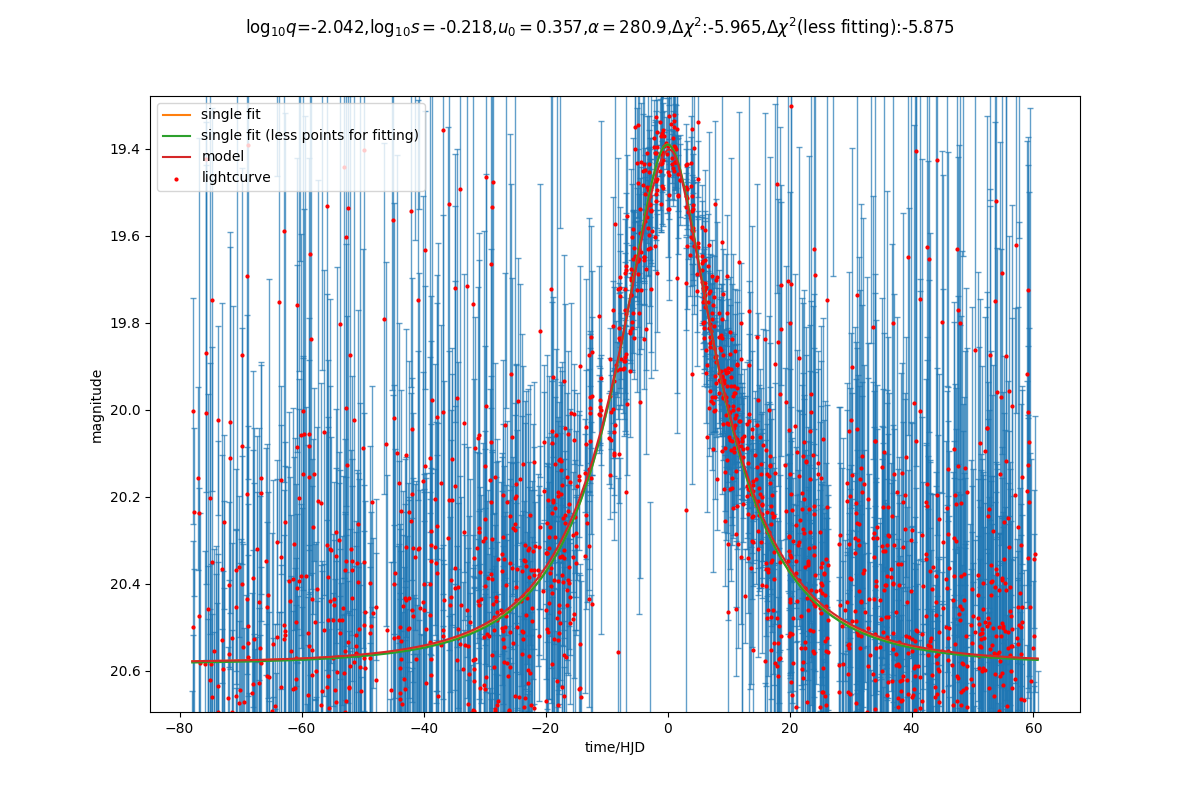 log₁₀q=-2.042,log₁₀s = -0.218,u₀ = 0.357,α = 280.9,Δχ²:-5.965,Δχ²(less fitting):-5.875
single fit
single fit (less points for fitting)
model
lightcurve
19.4
19.6
19.8
20.0
20.2
20.4
20.6
magnitude
−80 −60 −40 −20 0 20 40 60
time/HJD